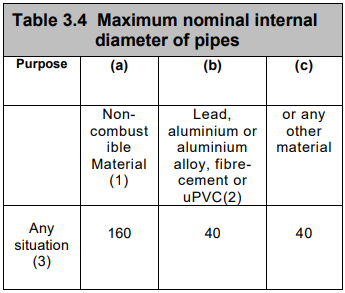 Table 3.4 Maximum nominal internal
diameter of pipes
Purpose (a) (b) (c)
Non-
combust
ible
Material
(1)
Lead,
aluminium or
aluminium
alloy, fibre-
cement or
uPVC(2)
or any
other
material
Any
situation
(3)
160 40 40